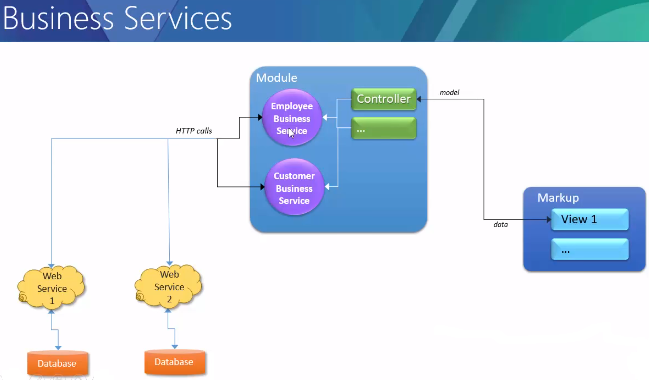 Business Services
Module
Employee
Business
Service
Controller
...
Customer
Business
Service
HTTP calls
model
data
Markup
View 1
...
Web
Service
1
Web
Service
2
Database
Database